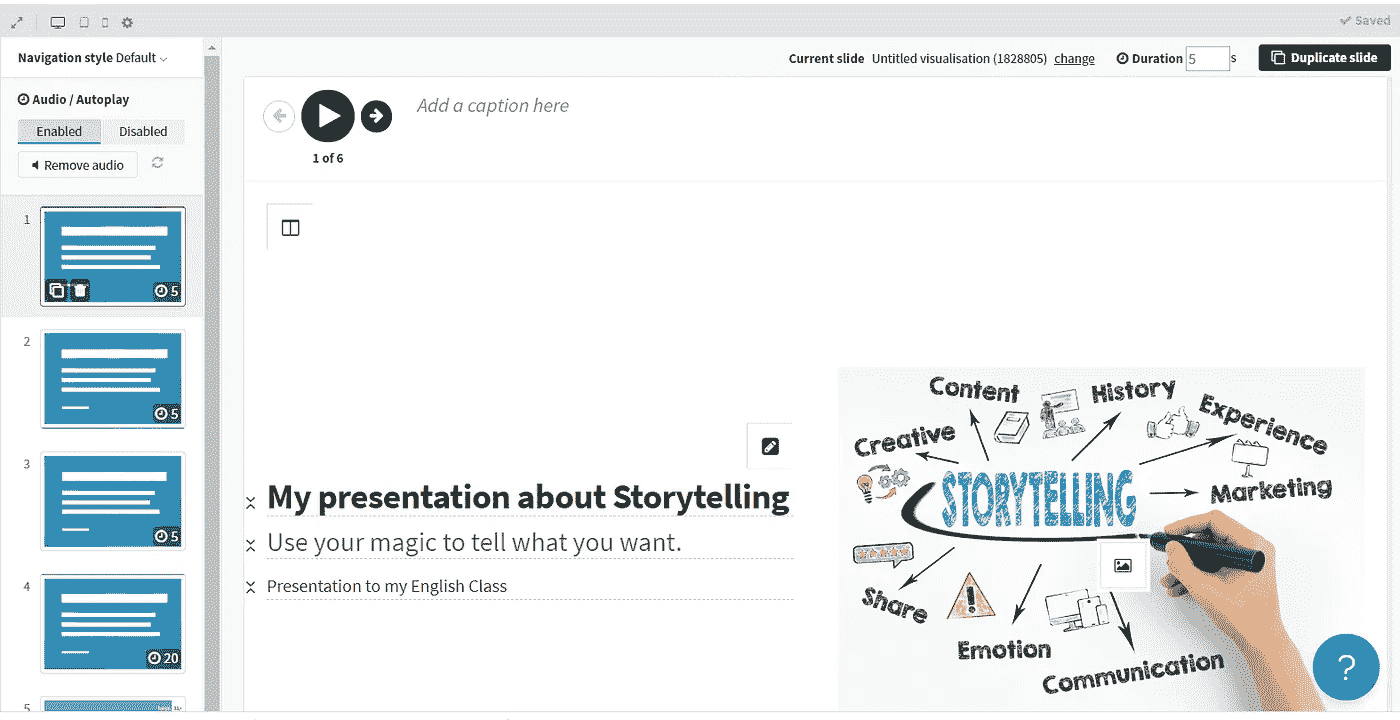 Saved
Navigation style Default
Current slide Untitled visualisation (1828805) change Duration 5 s Duplicate slide
Audio / Autoplay
Enabled Disabled
Remove audio
Add a caption here
1 of 6
1
5
2
5
3
5
4
20
5
My presentation about Storytelling
Use your magic to tell what you want.
Presentation to my English Class
Content
History
Experience
Creative
STORYTELLING
Marketing
Share
Emotion
Communication
?